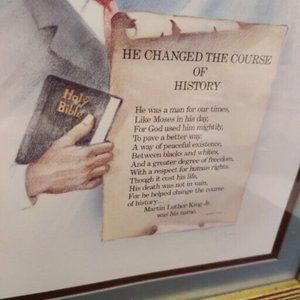 HE CHANGED THE COURSE
OF
HISTORY
Holy
Bible
He was a man for our times,
Like Moses in his day,
For God used him mightily,
To pave a better way.
A way of peaceful existence,
Between blacks and whites,
And a greater degree of freedom,
With a respect for human rights.
Though it cost his life,
His death was not in vain,
For he helped change the course
of history...
Martin Luther King Jr.
was his name.